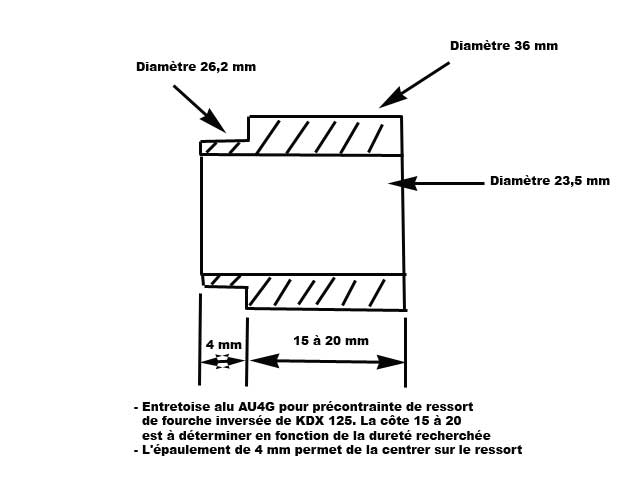 Diamètre 36 mm
Diamètre 26,2 mm
Diamètre 23,5 mm
4 mm
15 à 20 mm
- Entretoise alu AU4G pour précontrainte de ressort
de fourche inversée de KDX 125. La côte 15 à 20
est à déterminer en fonction de la dureté recherchée
- L'épaulement de 4 mm permet de la centrer sur le ressort